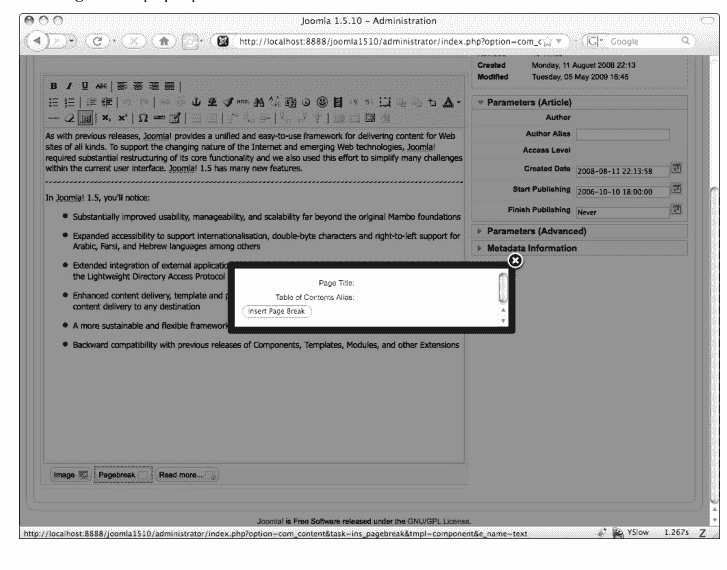 Joomla 1.5.10 – Administration
http://localhost:8888/joomla1510/administrator/index.php?option=com_c
Google
Created Monday, 11 August 2008 22:13
Modified Tuesday, 05 May 2009 16:45
B I U ABC
HTML
Parameters (Article)
Author
Author Alias
Access Level
Created Date 2008-08-11 22:13:58
Start Publishing 2006-10-10 18:00:00
Finish Publishing Never
Parameters (Advanced)
Metadata Information
As with previous releases, Joomla! provides a unified and easy-to-use framework for delivering content for Web
sites of all kinds. To support the changing nature of the Internet and emerging Web technologies, Joomla!
required substantial restructuring of its core functionality and we also used this effort to simplify many challenges
within the current user interface. Joomla! 1.5 has many new features.
In Joomla! 1.5, you'll notice:
Substantially improved usability, manageability, and scalability far beyond the original Mambo foundations
Expanded accessibility to support internationalisation, double-byte characters and right-to-left support for
Arabic, Farsi, and Hebrew languages among others
Extended integration of external applicatio
the Lightweight Directory Access Protocol
Enhanced content delivery, template and p
content delivery to any destination
A more sustainable and flexible framework
Backward compatibility with previous releases of Components, Templates, Modules, and other Extensions
Page Title:
Table of Contents Alias:
Insert Page Break
Image
Pagebreak
Read more...
Joomla! is Free Software released under the GNU/GPL License.
http://localhost:8888/joomla1510/administrator/index.php?option=com_content&task=ins_pagebreak&tmpl=component&e_name=text
YSlow 1.267s